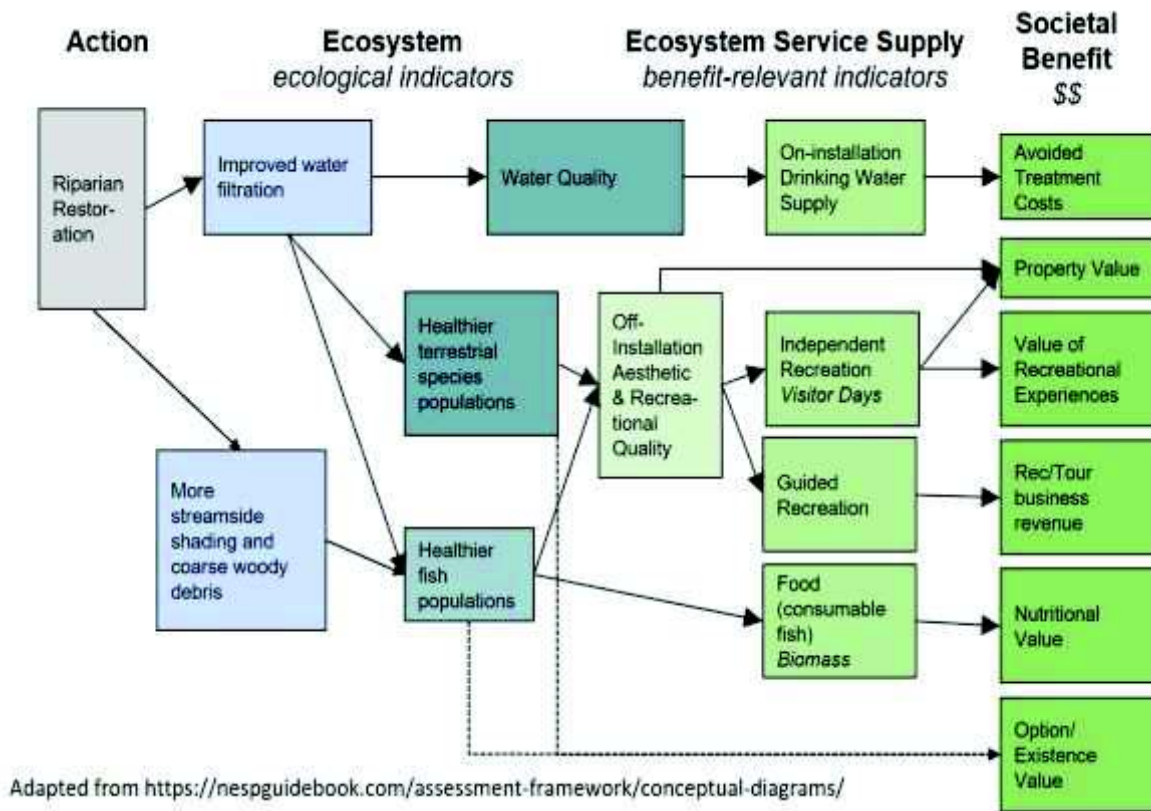 Action
Ecosystem
ecological indicators
Ecosystem Service Supply
benefit-relevant indicators
Societal
Benefit
$$
Riparian
Restor-
ation
Improved water
filtration
Water Quality
On-installation
Drinking Water
Supply
Avoided
Treatment
Costs
Property Value
Healthier
terrestrial
species
populations
Off-
Installation
Aesthetic
& Recrea-
tional
Quality
Independent
Recreation
Visitor Days
Value of
Recreational
Experiences
More
streamside
shading and
coarse woody
debris
Healthier
fish
populations
Guided
Recreation
Rec/Tour
business
revenue
Food
(consumable
fish)
Biomass
Nutritional
Value
Option/
Existence
Value
Adapted from https://nespguidebook.com/assessment-framework/conceptual-diagrams/